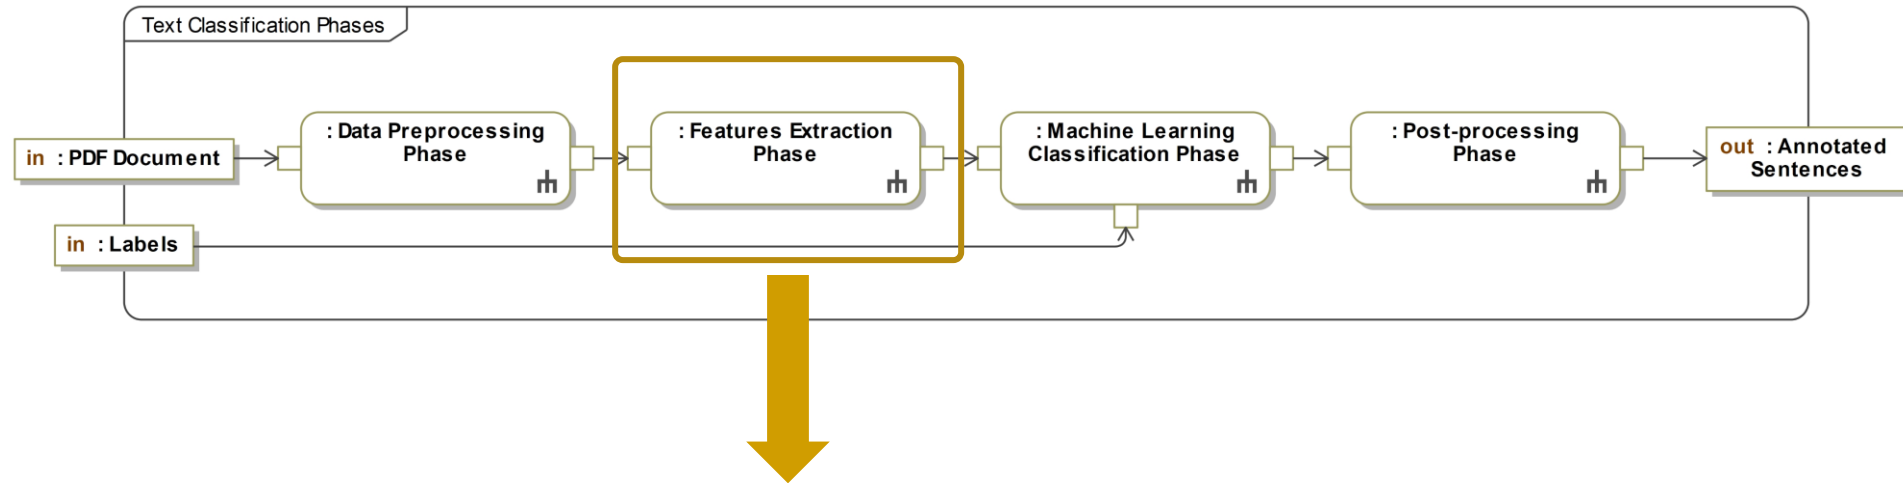 Text Classification Phases
: Data Preprocessing
Phase
: Features Extraction
Phase
: Machine Learning
Classification Phase
: Post-processing
Phase
in : PDF Document
out : Annotated
Sentences
in : Labels